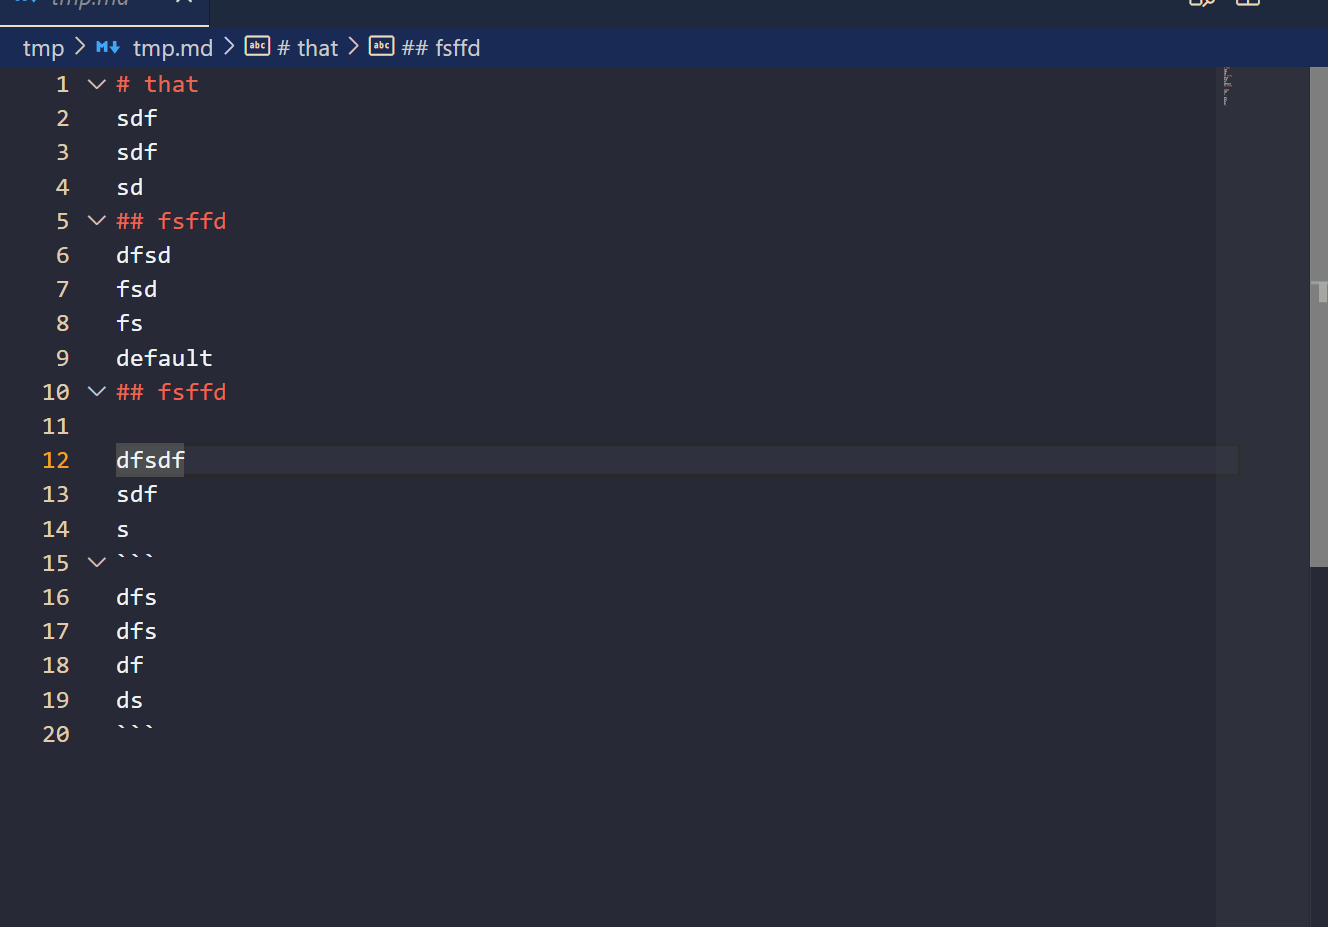 tmp.md
tmp > tmp.md > # that > ## fsffd
1 # that
2 sdf
3 sdf
4 sd
5 ## fsffd
6 dfsd
7 fsd
8 fs
9 default
10 ## fsffd
11
12 dfsdf
13 sdf
14 s
15 ```
16 dfs
17 dfs
18 df
19 ds
20 ```